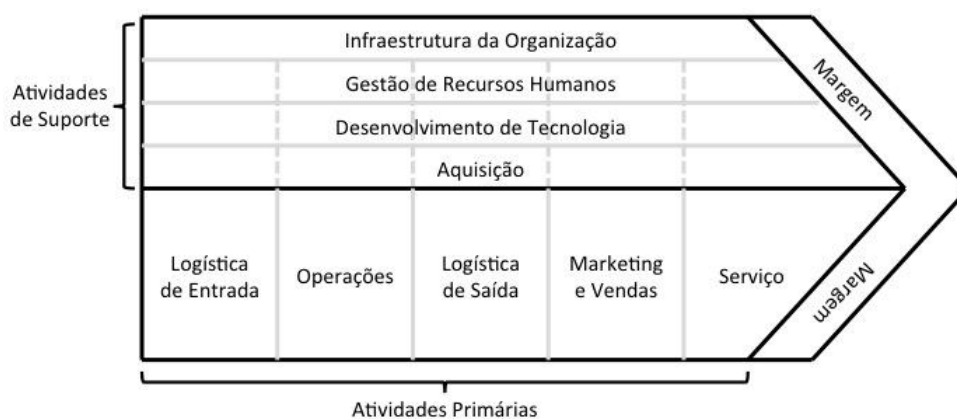 Infraestrutura da Organização
Gestão de Recursos Humanos
Desenvolvimento de Tecnologia
Aquisição
Atividades
de Suporte
Margem
Logística
de Entrada
Operações
Logística
de Saída
Marketing
e Vendas
Serviço
Margem
Atividades Primárias